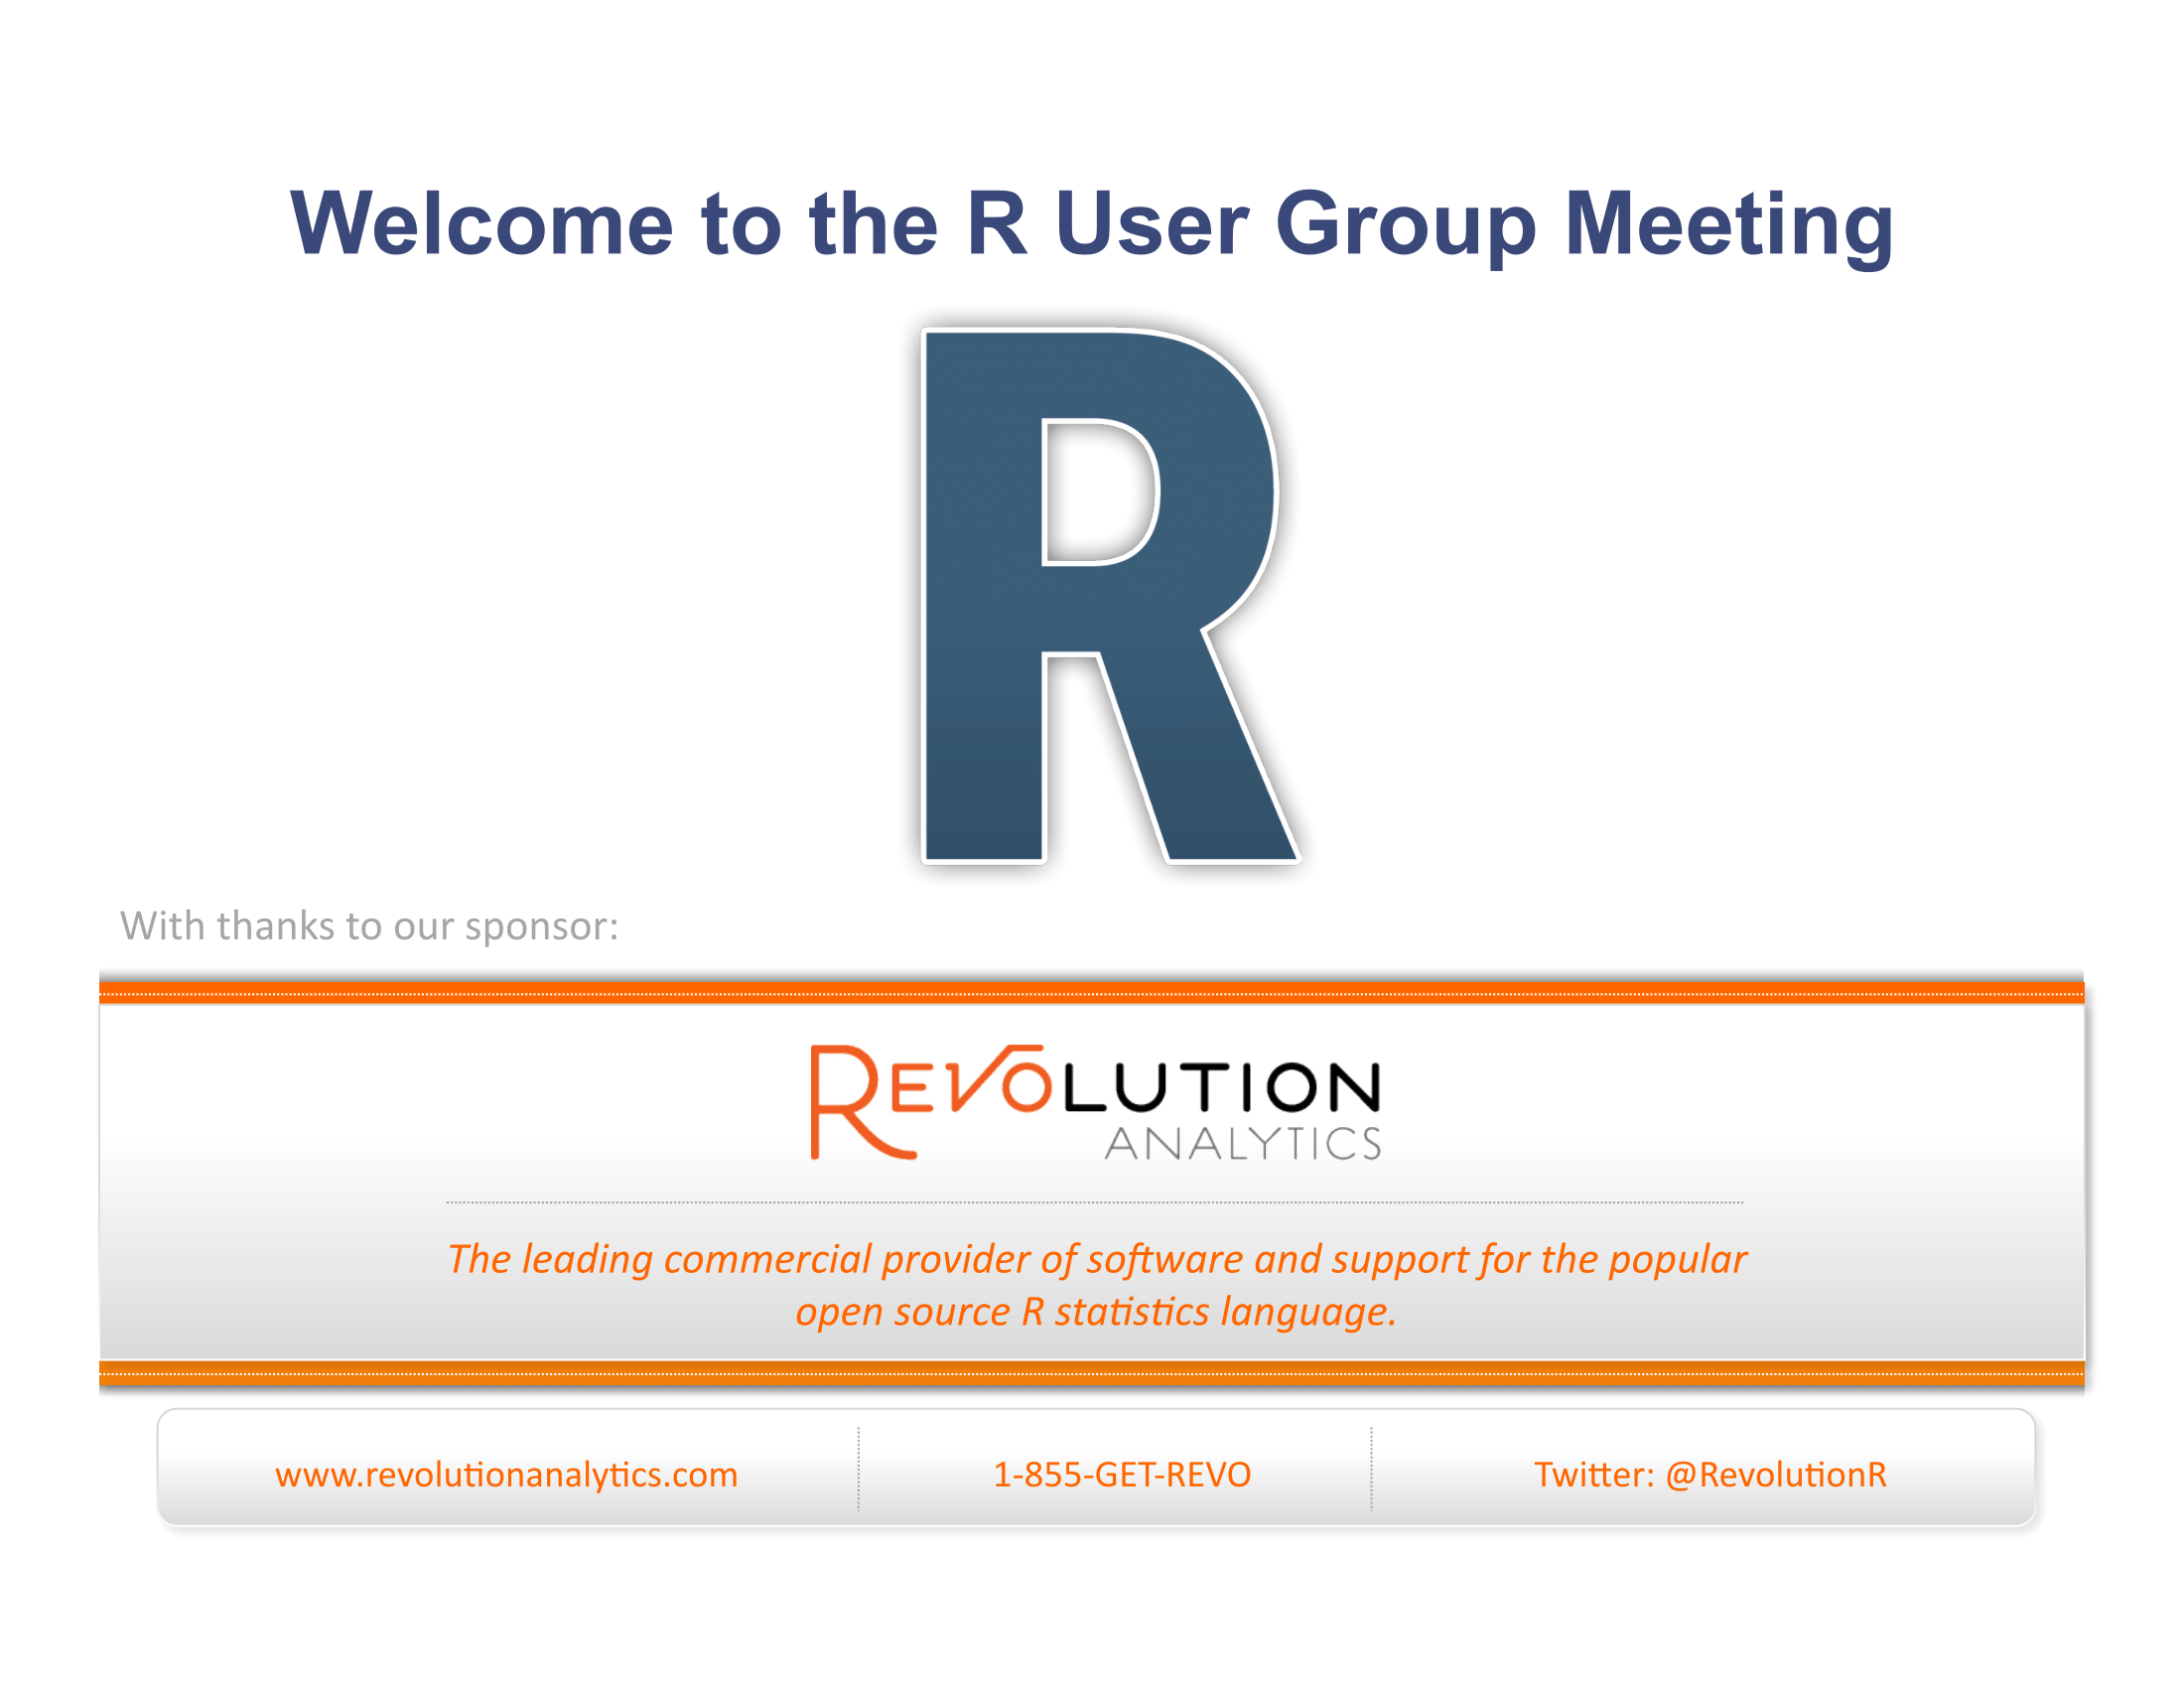 Welcome to the R User Group Meeting
R
With thanks to our sponsor:
REVOLUTION
ANALYTICS
The leading commercial provider of software and support for the popular
open source R statistics language.
www.revolutionanalytics.com
1-855-GET-REVO
Twitter: @RevolutionR